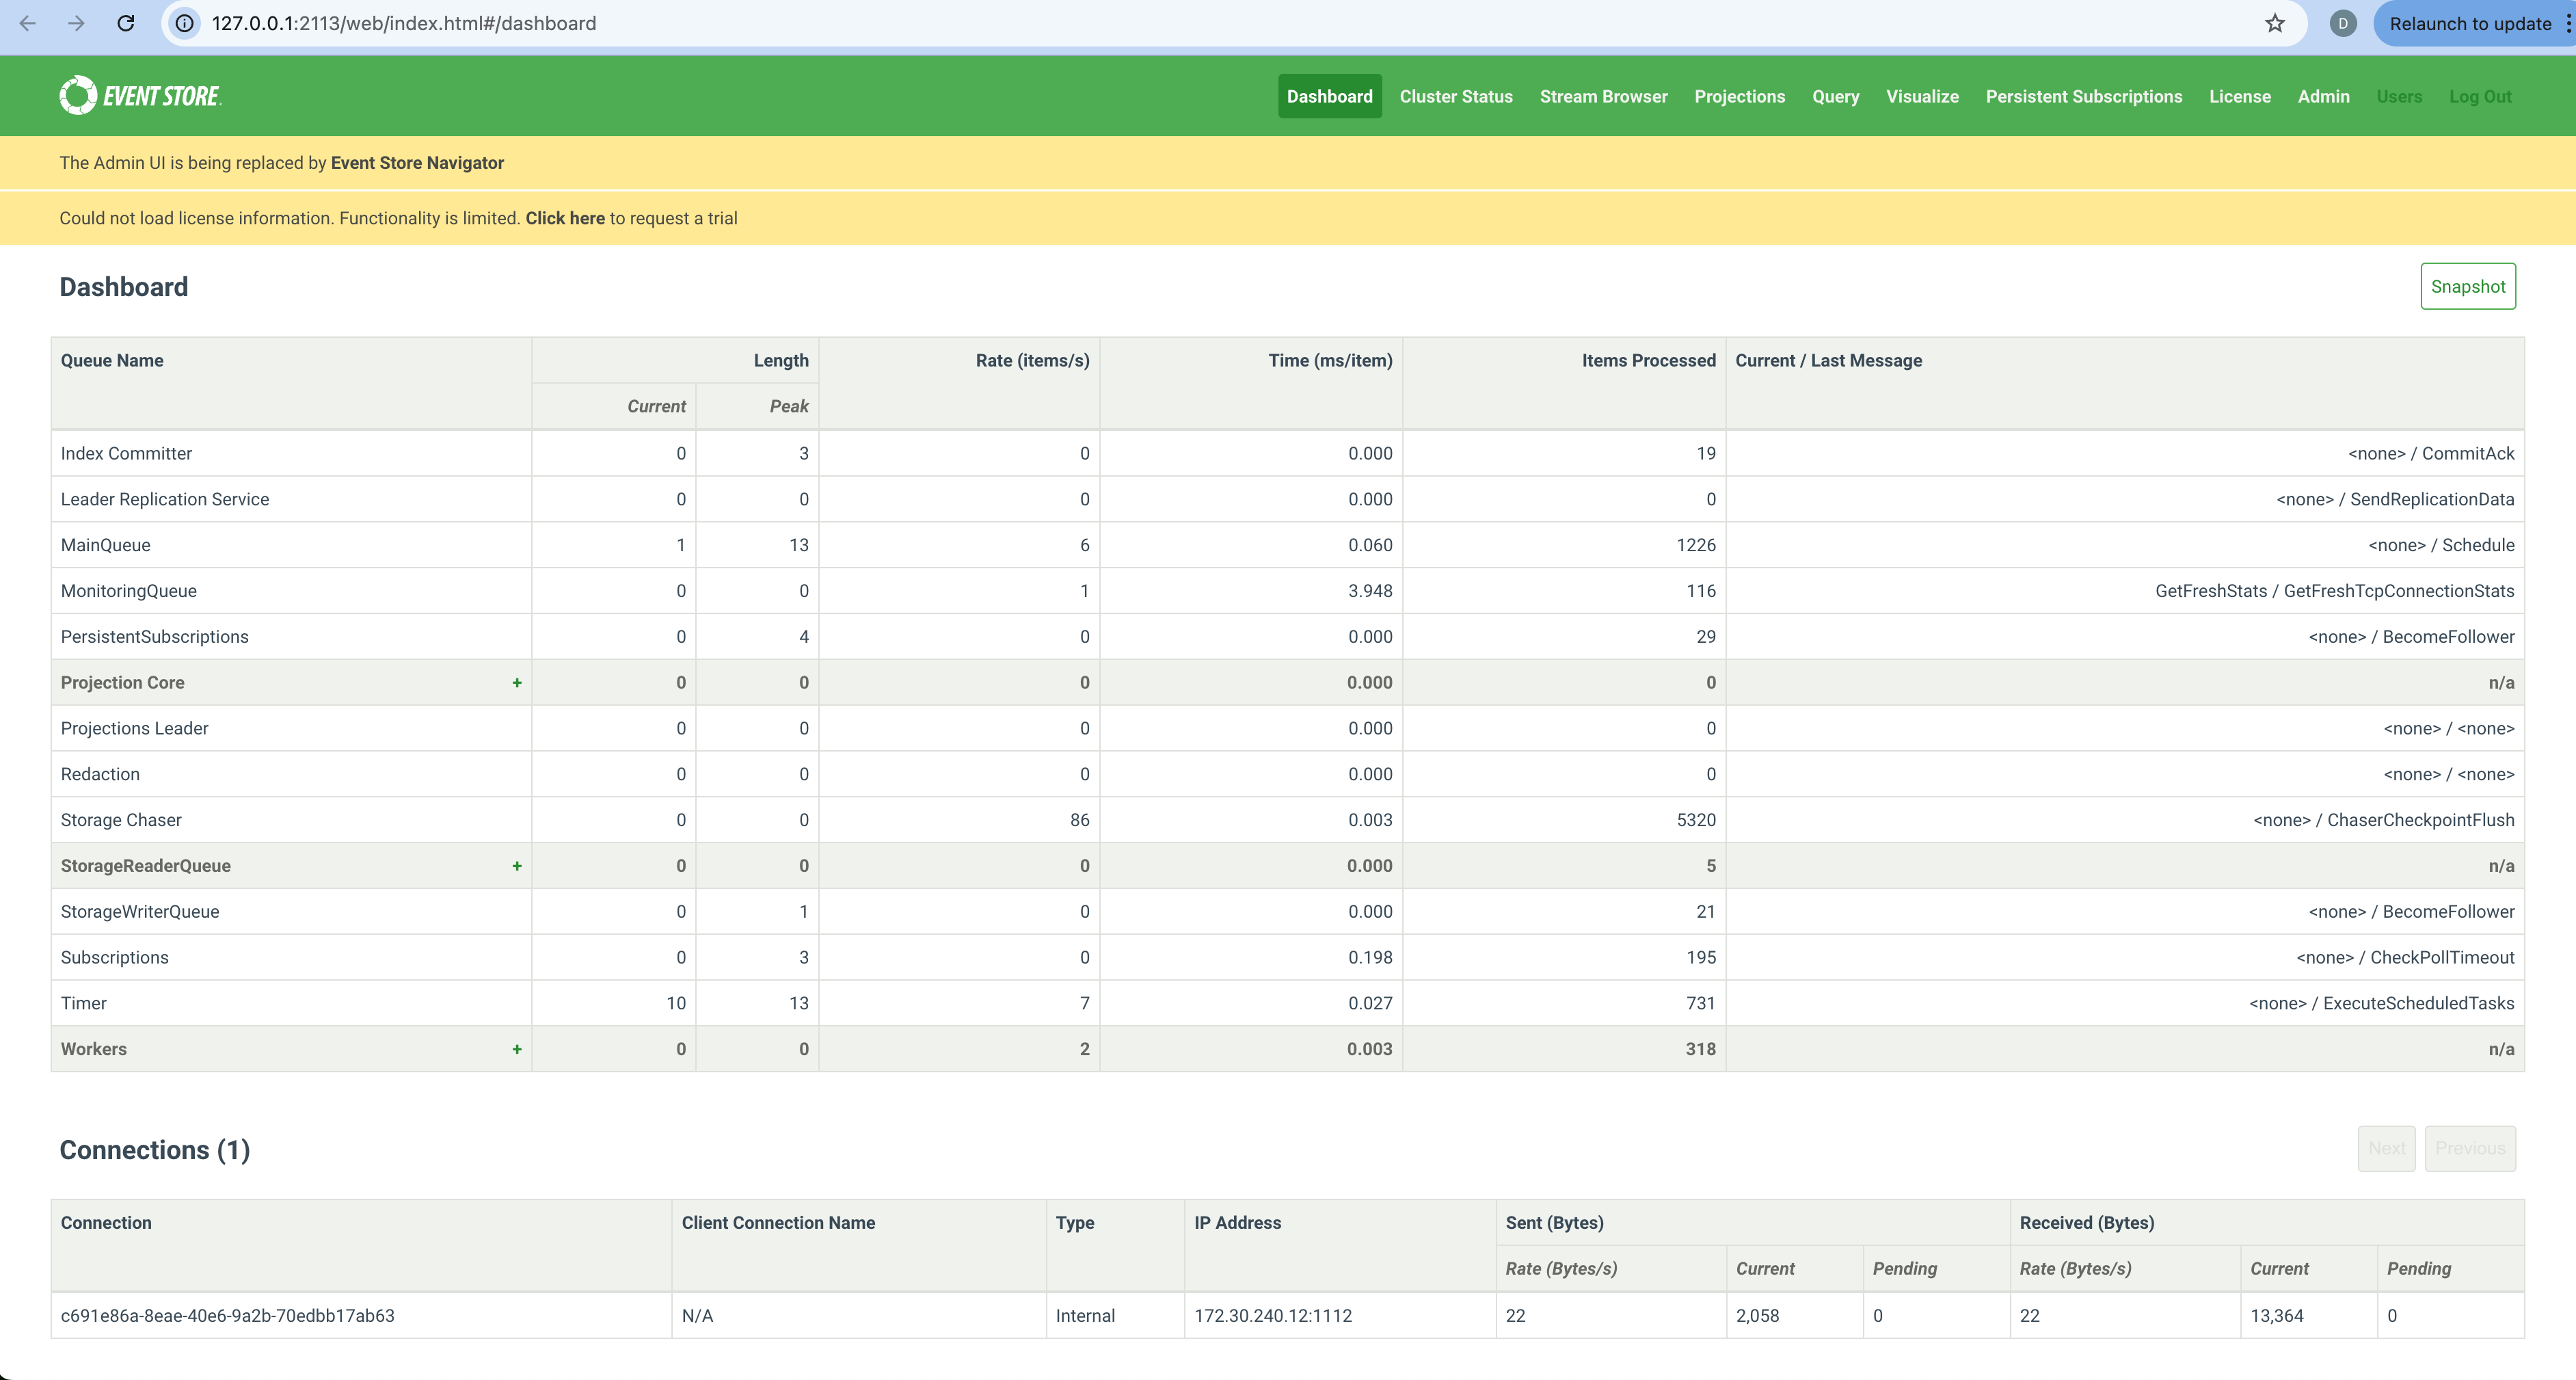 127.0.0.1:2113/web/index.html#/dashboard
D
Relaunch to update
EVENT STORE
Dashboard Cluster Status Stream Browser Projections Query Visualize Persistent Subscriptions License Admin Users Log Out
The Admin UI is being replaced by Event Store Navigator
Could not load license information. Functionality is limited. Click here to request a trial
Dashboard
Snapshot
Queue Name Length Rate (items/s) Time (ms/item) Items Processed Current / Last Message
Current Peak
Index Committer 0 3 0 0.000 19 <none> / CommitAck
Leader Replication Service 0 0 0 0.000 0 <none> / SendReplicationData
MainQueue 1 13 6 0.060 1226 <none> / Schedule
MonitoringQueue 0 0 1 3.948 116 GetFreshStats / GetFreshTcpConnectionStats
PersistentSubscriptions 0 4 0 0.000 29 <none> / BecomeFollower
Projection Core + 0 0 0 0.000 0 n/a
Projections Leader 0 0 0 0.000 0 <none> / <none>
Redaction 0 0 0 0.000 0 <none> / <none>
Storage Chaser 0 0 86 0.003 5320 <none> / ChaserCheckpointFlush
StorageReaderQueue + 0 0 0 0.000 5 n/a
StorageWriterQueue 0 1 0 0.000 21 <none> / BecomeFollower
Subscriptions 0 3 0 0.198 195 <none> / CheckPollTimeout
Timer 10 13 7 0.027 731 <none> / ExecuteScheduledTasks
Workers + 0 0 2 0.003 318 n/a
Connections (1)
Next Previous
Connection Client Connection Name Type IP Address Sent (Bytes) Received (Bytes)
Rate (Bytes/s) Current Pending Rate (Bytes/s) Current Pending
c691e86a-8eae-40e6-9a2b-70edbb17ab63 N/A Internal 172.30.240.12:1112 22 2,058 0 22 13,364 0